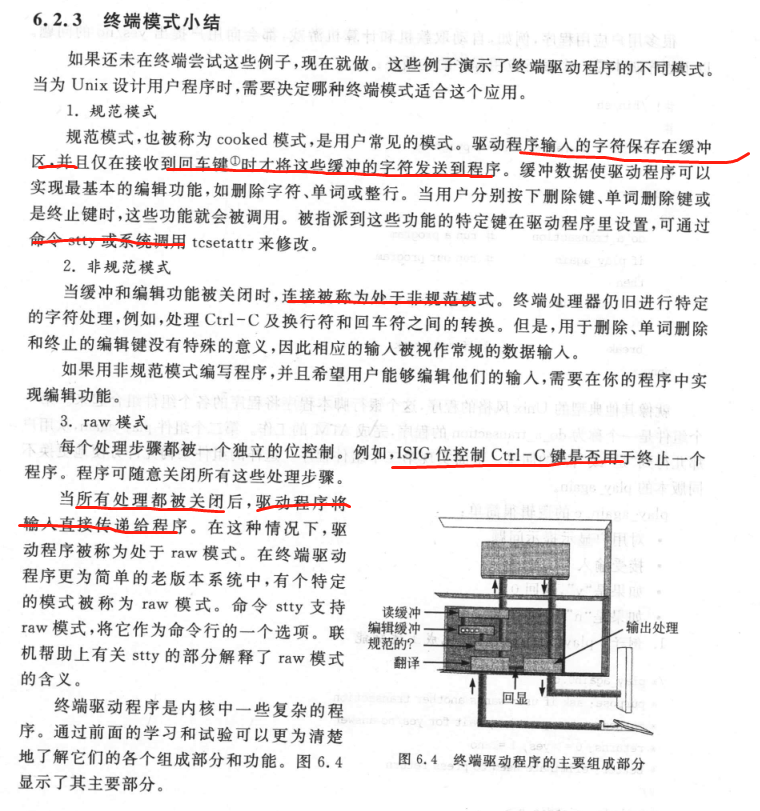 6.2.3 终端模式小结
如果还未在终端尝试这些例子,现在就做。这些例子演示了终端驱动程序的不同模式。
当为 Unix 设计用户程序时,需要决定哪种终端模式适合这个应用。
1. 规范模式
规范模式,也被称为 cooked 模式,是用户常见的模式。驱动程序输入的字符保存在缓冲
区,并且仅在接收到回车键①时才将这些缓冲的字符发送到程序。缓冲数据使驱动程序可以
实现最基本的编辑功能,如删除字符、单词或整行。当用户分别按下删除键、单词删除键或
是终止键时,这些功能就会被调用。被指派到这些功能的特定键在驱动程序里设置,可通过
命令 stty 或系统调用 tcsetattr 来修改。
2. 非规范模式
当缓冲和编辑功能被关闭时,连接被称为处于非规范模式。终端处理器仍旧进行特定
的字符处理,例如,处理 Ctrl-C 及换行符和回车符之间的转换。但是,用于删除、单词删除
和终止的编辑键没有特殊的意义,因此相应的输入被视作常规的数据输入。
如果用非规范模式编写程序,并且希望用户能够编辑他们的输入,需要在你的程序中实
现编辑功能。
3. raw 模式
每个处理步骤都被一个独立的位控制。例如,ISIG 位控制 Ctrl-C 键是否用于终止一个
程序。程序可随意关闭所有这些处理步骤。
当所有处理都被关闭后,驱动程序将
输入直接传递给程序。在这种情况下,驱
动程序被称为处于 raw 模式。在终端驱动
程序更为简单的老版本系统中,有个特定
的模式被称为 raw 模式。命令 stty 支持
raw 模式,将它作为命令行的一个选项。联
机帮助上有关 stty 的部分解释了 raw 模式
的含义。
终端驱动程序是内核中一些复杂的程
序。通过前面的学习和试验可以更为清楚
地了解它们的各个组成部分和功能。图 6.4
显示了其主要部分。
读缓冲
编辑缓冲
规范的?
翻译
输出处理
回显
图 6.4 终端驱动程序的主要组成部分